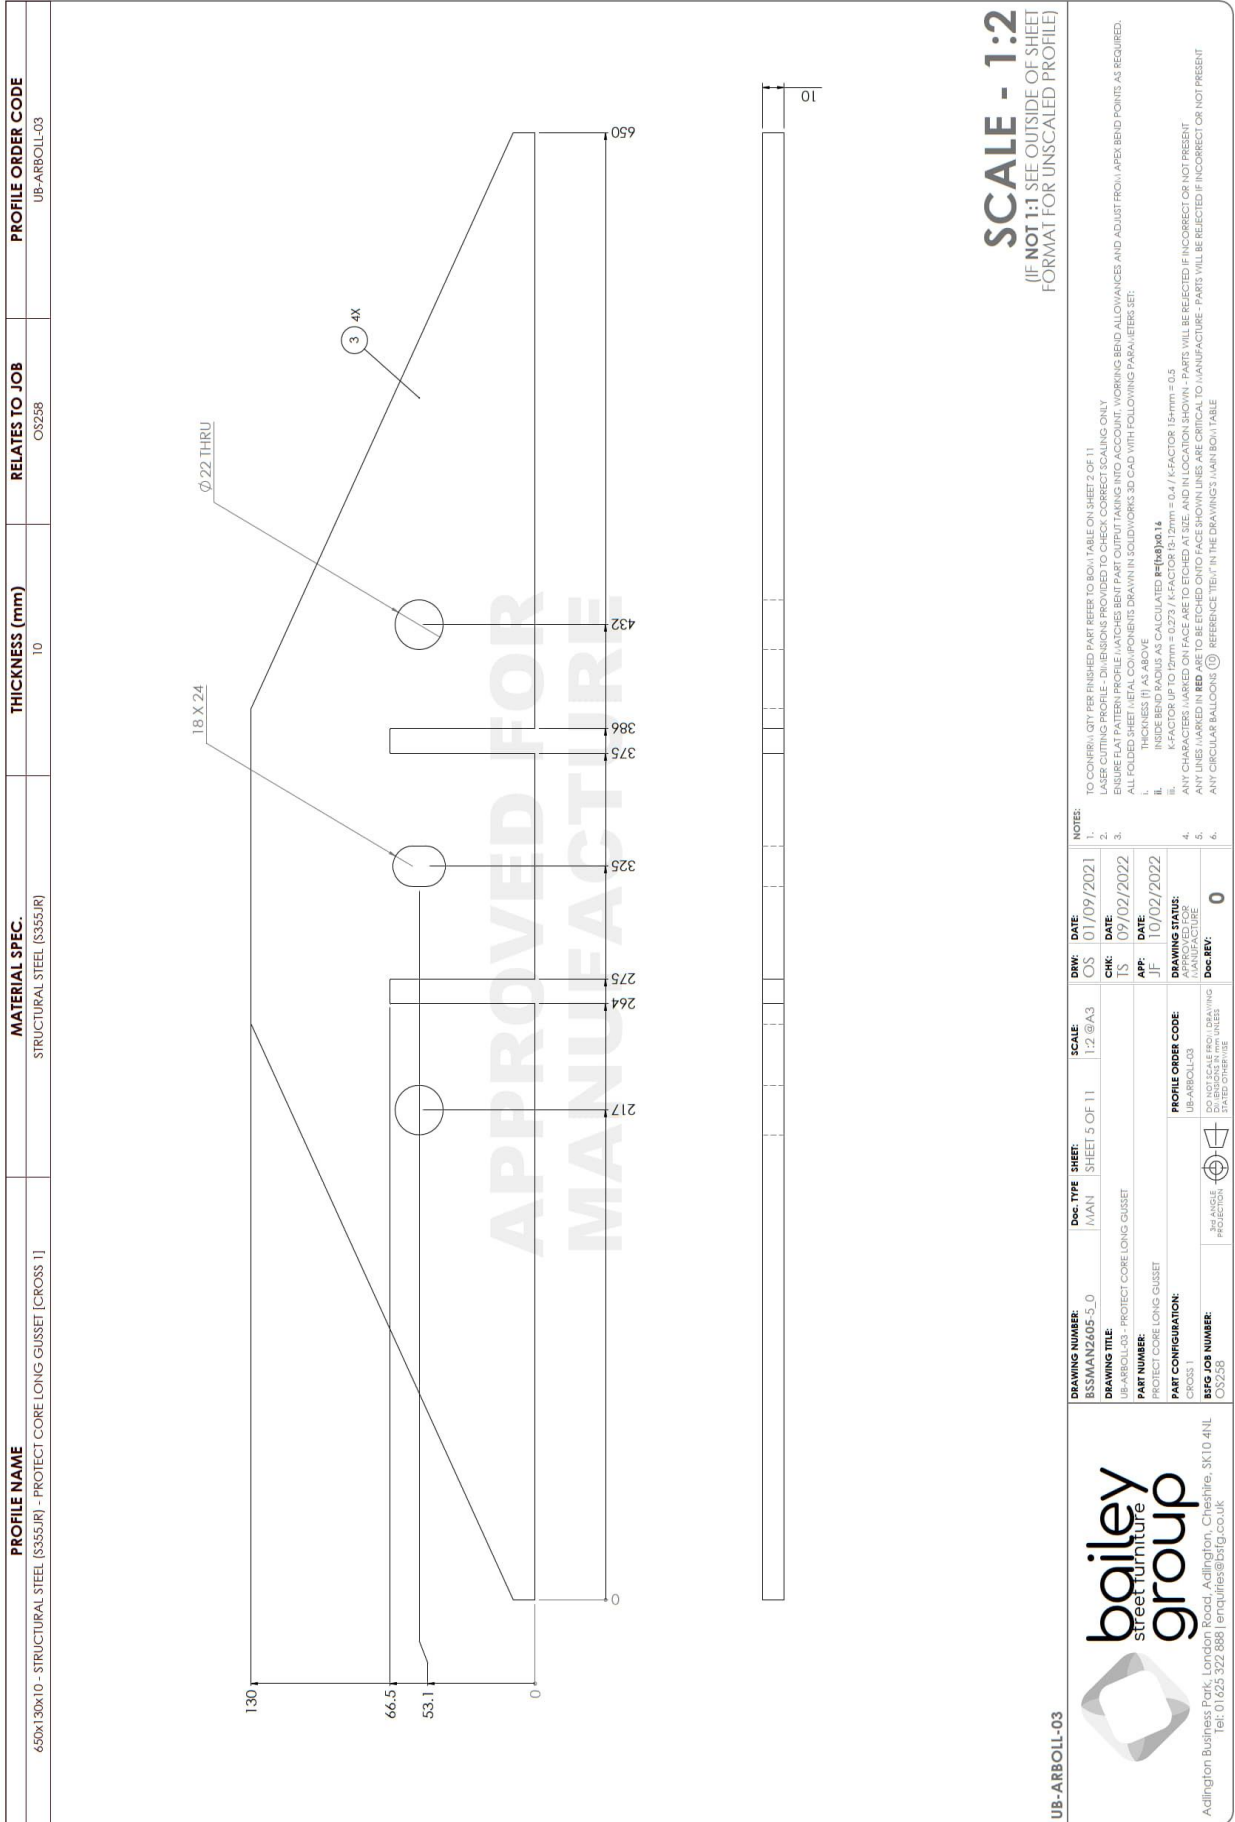 PROFILE NAME
MATERIAL SPEC.
THICKNESS (mm)
RELATES TO JOB
PROFILE ORDER CODE
650x130x10 - STRUCTURAL STEEL (S355JR) - PROTECT CORE LONG GUSSET [CROSS 1]
STRUCTURAL STEEL (S355JR)
10
OS258
UB-ARBOLL-03
18 X 24
Ø 22 THRU
3
4X
130
66.5
53.1
0
APPROVED FOR
MANUFACTURE
0
217
264
275
325
375
386
432
650
10
SCALE - 1:2
(IF NOT 1:1 SEE OUTSIDE OF SHEET
FORMAT FOR UNSCALED PROFILE)
UB-ARBOLL-03
bailey
street furniture
group
Adlington Business Park, London Road, Adlington, Cheshire, SK10 4NL
Tel: 01625 322 888 | enquiries@bsfg.co.uk
DRAWING NUMBER:
BSSMAN2605-5_0
Doc. TYPE
MAN
SHEET:
SHEET 5 OF 11
SCALE:
1:2 @A3
DRAWING TITLE:
UB-ARBOLL-03 - PROTECT CORE LONG GUSSET
PART NUMBER:
PROTECT CORE LONG GUSSET
PART CONFIGURATION:
CROSS 1
PROFILE ORDER CODE:
UB-ARBOLL-03
BSFG JOB NUMBER:
OS258
3rd ANGLE
PROJECTION
DO NOT SCALE FROM DRAWING
DIMENSIONS IN mm UNLESS
STATED OTHERWISE
DRW:
OS
DATE:
01/09/2021
CHK:
TS
DATE:
09/02/2022
APP:
JF
DATE:
10/02/2022
DRAWING STATUS:
APPROVED FOR
MANUFACTURE
Doc.REV:
0
NOTES:
1. TO CONFIRM QTY PER FINISHED PART REFER TO BOM TABLE ON SHEET 2 OF 11
2. LASER CUTTING PROFILE - DIMENSIONS PROVIDED TO CHECK CORRECT SCALING ONLY
3. ENSURE FLAT PATTERN PROFILE MATCHES BENT PART OUTPUT TAKING INTO ACCOUNT, WORKING BEND ALLOWANCES AND ADJUST FROM APEX BEND POINTS AS REQUIRED.
ALL FOLDED SHEET METAL COMPONENTS DRAWN IN SOLIDWORKS 3D CAD WITH FOLLOWING PARAMETERS SET:
i. THICKNESS (t) AS ABOVE
ii. INSIDE BEND RADIUS AS CALCULATED R=(tx8)x0.16
iii. K-FACTOR UP TO t2mm = 0.273 / K-FACTOR t3-12mm = 0.4 / K-FACTOR 15+mm = 0.5
4. ANY CHARACTERS MARKED ON FACE ARE TO ETCHED AT SIZE, AND IN LOCATION SHOWN - PARTS WILL BE REJECTED IF INCORRECT OR NOT PRESENT
5. ANY LINES MARKED IN RED ARE TO BE ETCHED ONTO FACE SHOWN LINES ARE CRITICAL TO MANUFACTURE - PARTS WILL BE REJECTED IF INCORRECT OR NOT PRESENT
6. ANY CIRCULAR BALLOONS 10 REFERENCE 'ITEM' IN THE DRAWING'S MAIN BOM TABLE